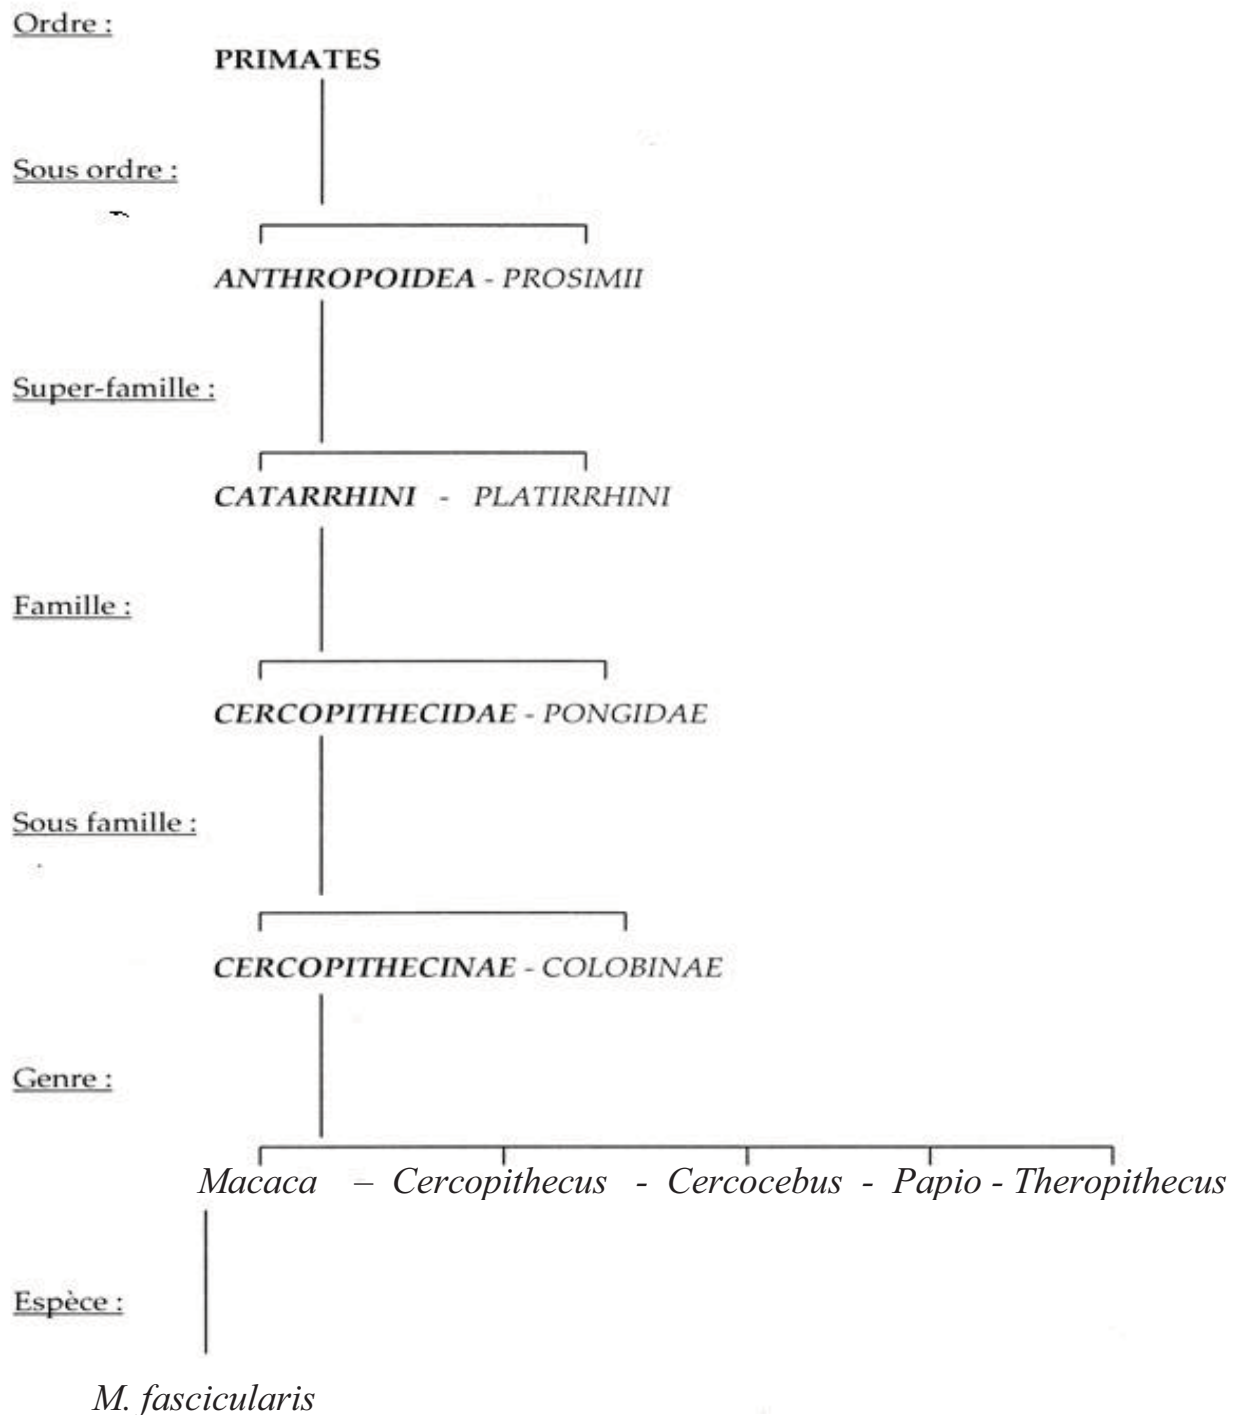 Ordre :
PRIMATES
Sous ordre :
ANTHROPOIDEA - PROSIMII
Super-famille :
CATARRHINI - PLATIRRHINI
Famille :
CERCOPITHECIDAE - PONGIDAE
Sous famille :
CERCOPITHECINAE - COLOBINAE
Genre :
Macaca – Cercopithecus - Cercocebus - Papio - Theropithecus
Espèce :
M. fascicularis